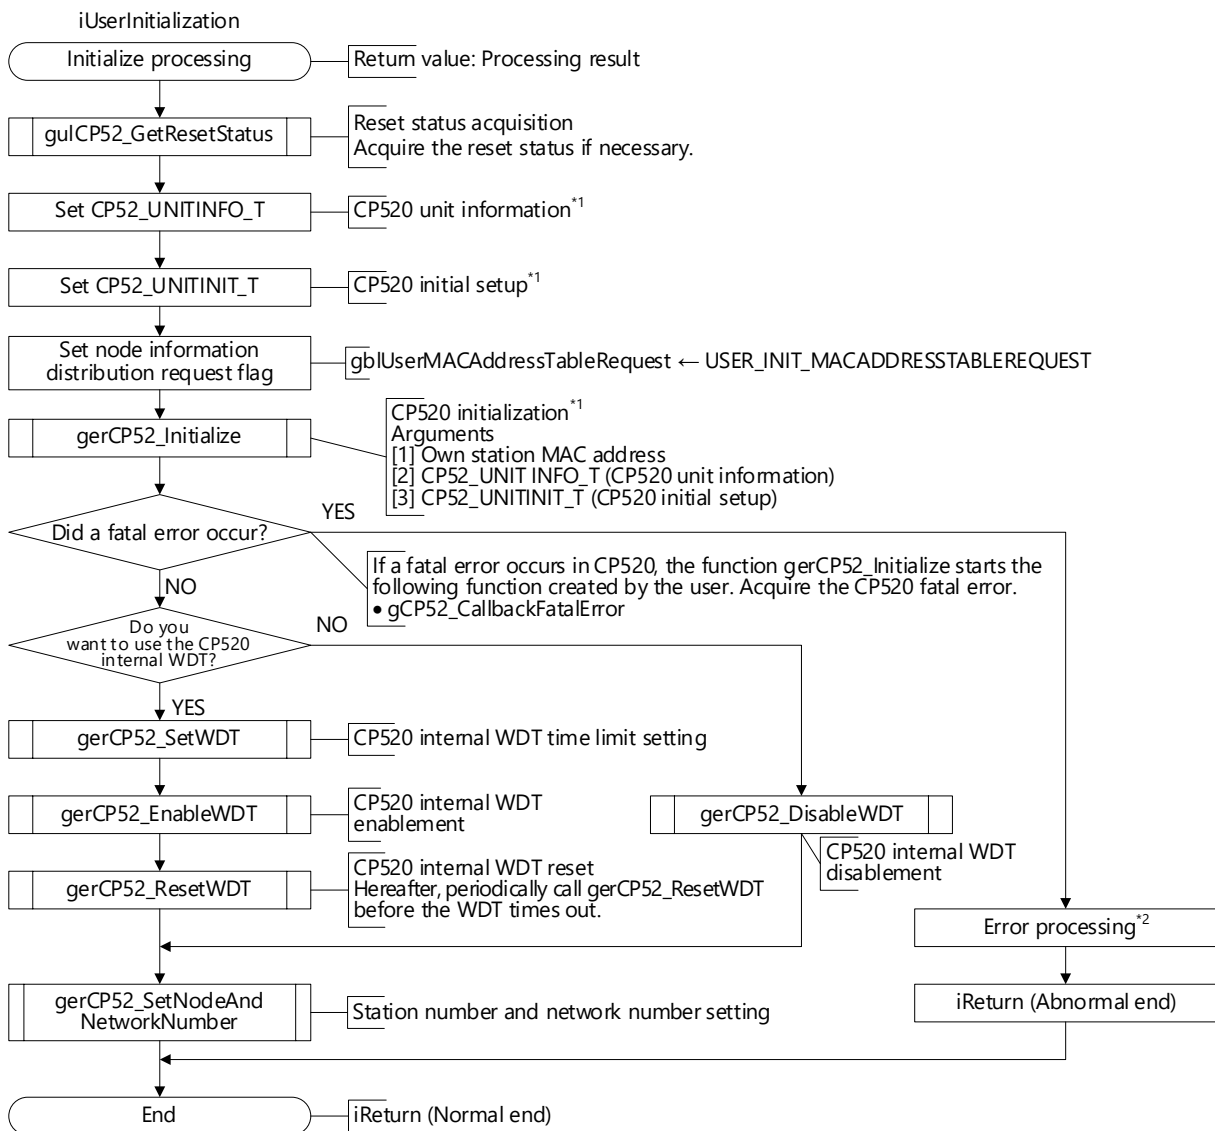 iUserInitialization
Initialize processing
Return value: Processing result
gulCP52_GetResetStatus
Reset status acquisition
Acquire the reset status if necessary.
Set CP52_UNITINFO_T
CP520 unit information*1
Set CP52_UNITINIT_T
CP520 initial setup*1
Set node information
distribution request flag
gblUserMACAddressTableRequest ← USER_INIT_MACADDRESSTABLEREQUEST
gerCP52_Initialize
CP520 initialization*1
Arguments
[1] Own station MAC address
[2] CP52_UNIT INFO_T (CP520 unit information)
[3] CP52_UNITINIT_T (CP520 initial setup)
Did a fatal error occur?
YES
If a fatal error occurs in CP520, the function gerCP52_Initialize starts the
following function created by the user. Acquire the CP520 fatal error.
• gCP52_CallbackFatalError
NO
Do you
want to use the CP520
internal WDT?
NO
YES
gerCP52_SetWDT
CP520 internal WDT time limit setting
gerCP52_EnableWDT
CP520 internal WDT
enablement
gerCP52_DisableWDT
CP520 internal WDT
disablement
gerCP52_ResetWDT
CP520 internal WDT reset
Hereafter, periodically call gerCP52_ResetWDT
before the WDT times out.
Error processing*2
gerCP52_SetNodeAnd
NetworkNumber
Station number and network number setting
iReturn (Abnormal end)
End
iReturn (Normal end)